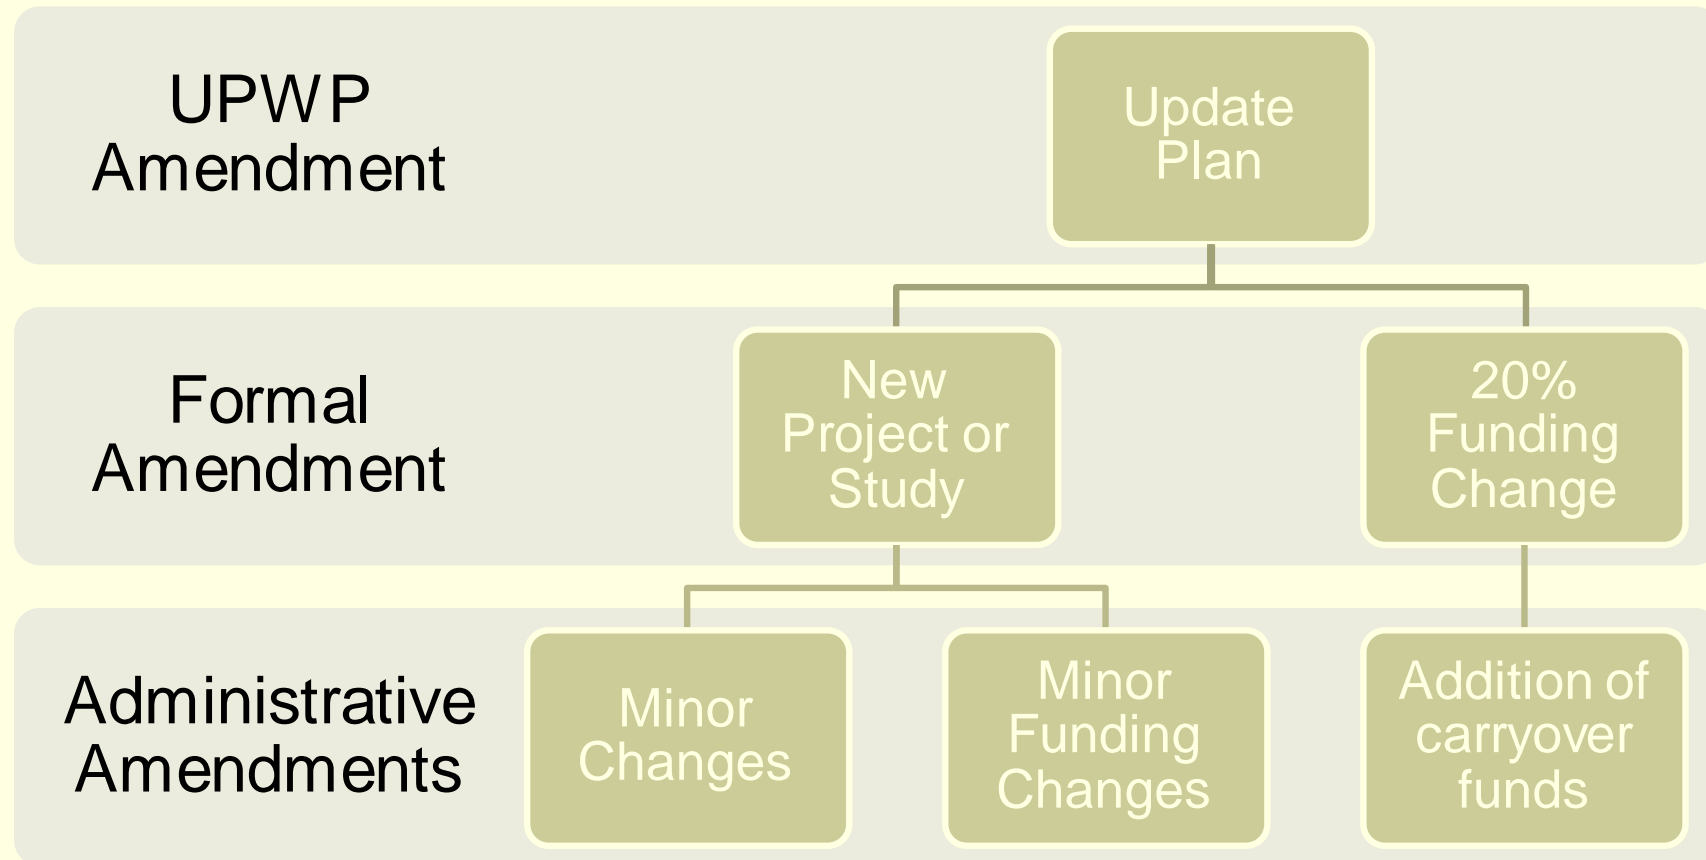 UPWP
Amendment
Update
Plan
Formal
Amendment
New
Project or
Study
20%
Funding
Change
Administrative
Amendments
Minor
Changes
Minor
Funding
Changes
Addition of
carryover
funds